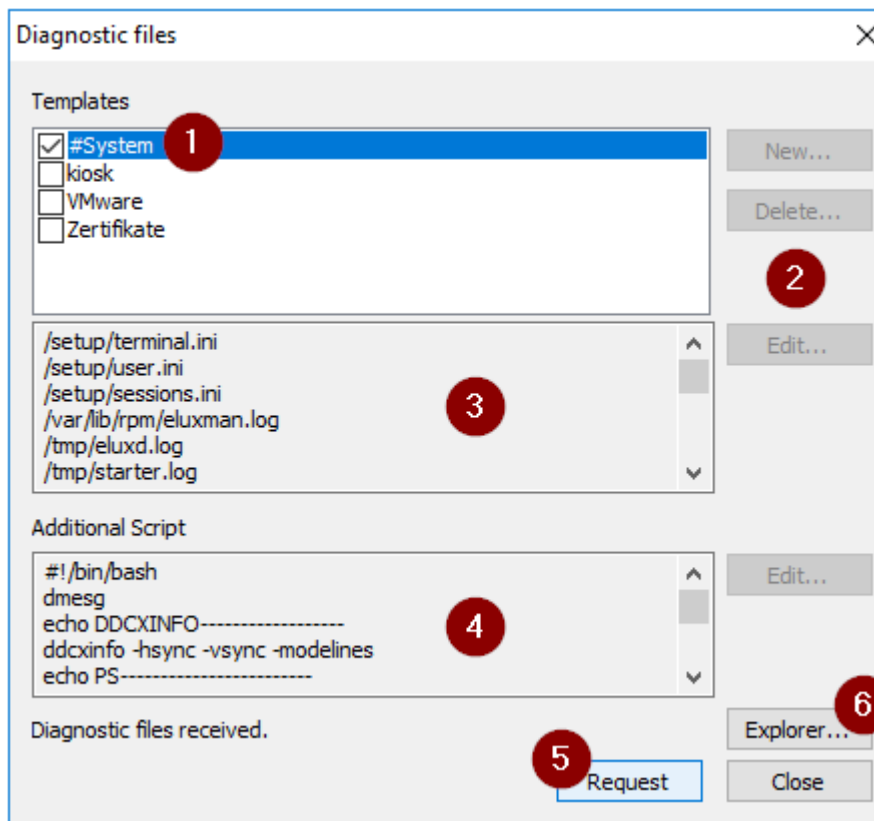 Diagnostic files
Templates
#System 1
kiosk
VMware
Zertifikate
New...
Delete...
2
/setup/terminal.ini
/setup/user.ini
/setup/sessions.ini
/var/lib/rpm/eluxman.log
/tmp/eluxd.log
/tmp/starter.log
3
Edit...
Additional Script
#!/bin/bash
dmesg
echo DDCXINFO------------------
ddcxinfo -hsync -vsync -modelines
echo PS------------------------
4
Edit...
Diagnostic files received.
Explorer... 6
5
Request
Close